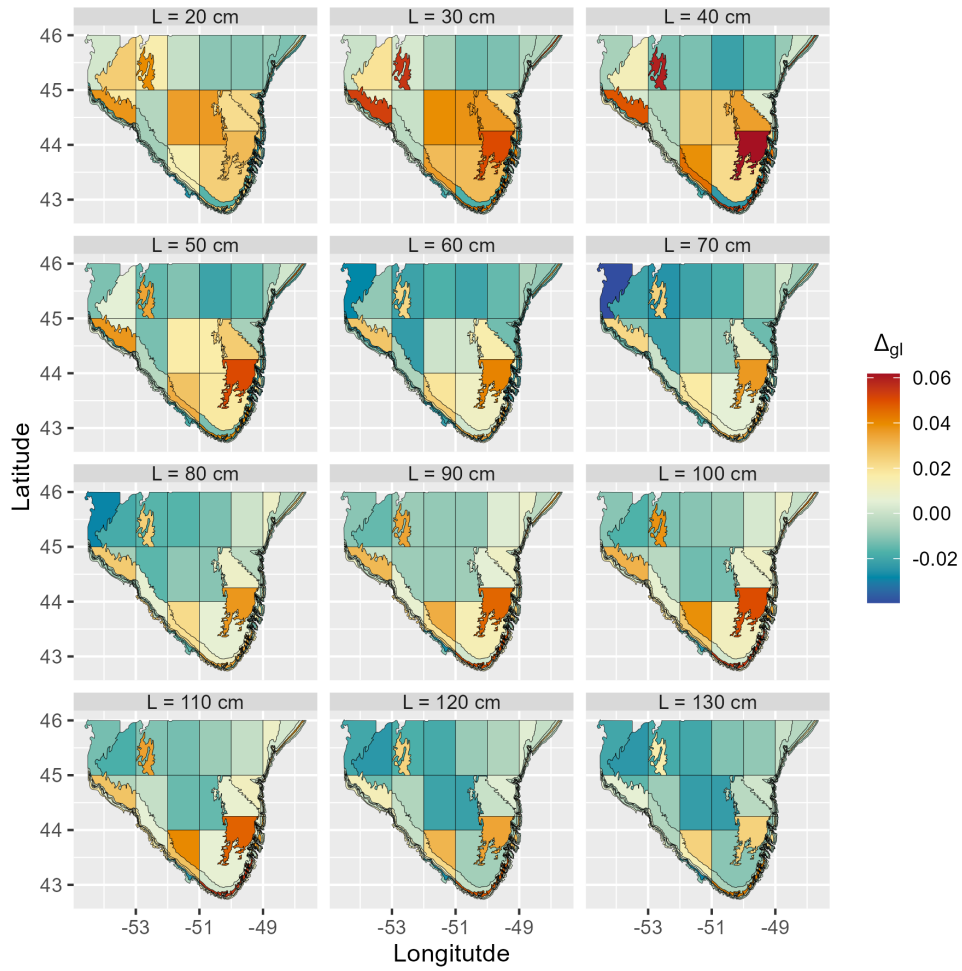 L = 20 cm
L = 30 cm
L = 40 cm
46
45
44
43
L = 50 cm
L = 60 cm
L = 70 cm
46
45
44
43
L = 80 cm
L = 90 cm
L = 100 cm
46
45
44
43
L = 110 cm
L = 120 cm
L = 130 cm
46
45
44
43
-53 -51 -49
-53 -51 -49
-53 -51 -49
Longitutde
Latitude
Δgl
0.06
0.04
0.02
0.00
-0.02